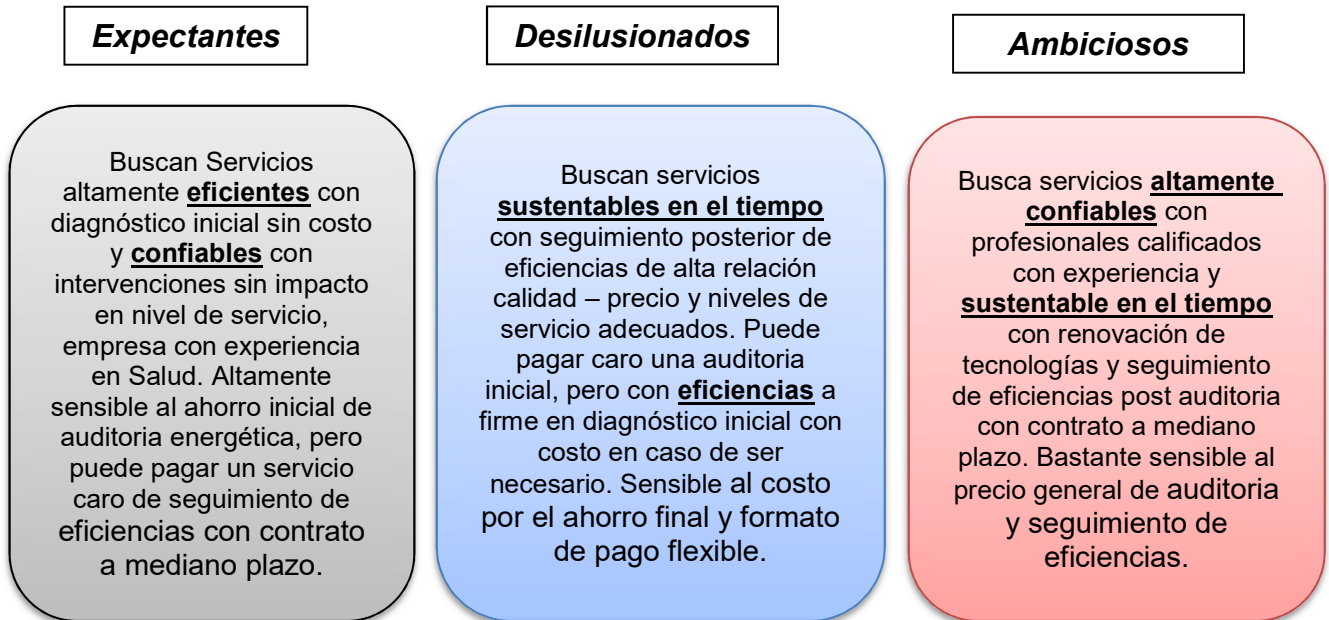 Expectantes
Buscan Servicios
altamente eficientes con
diagnóstico inicial sin costo
y confiables con
intervenciones sin impacto
en nivel de servicio,
empresa con experiencia
en Salud. Altamente
sensible al ahorro inicial de
auditoria energética, pero
puede pagar un servicio
caro de seguimiento de
eficiencias con contrato
a mediano plazo.
Desilusionados
Buscan servicios
sustentables en el tiempo
con seguimiento posterior de
eficiencias de alta relación
calidad – precio y niveles de
servicio adecuados. Puede
pagar caro una auditoria
inicial, pero con eficiencias a
firme en diagnóstico inicial con
costo en caso de ser
necesario. Sensible al costo
por el ahorro final y formato
de pago flexible.
Ambiciosos
Busca servicios altamente
confiables con
profesionales calificados
con experiencia y
sustentable en el tiempo
con renovación de
tecnologías y seguimiento
de eficiencias post auditoria
con contrato a mediano
plazo. Bastante sensible al
precio general de auditoria
y seguimiento de
eficiencias.